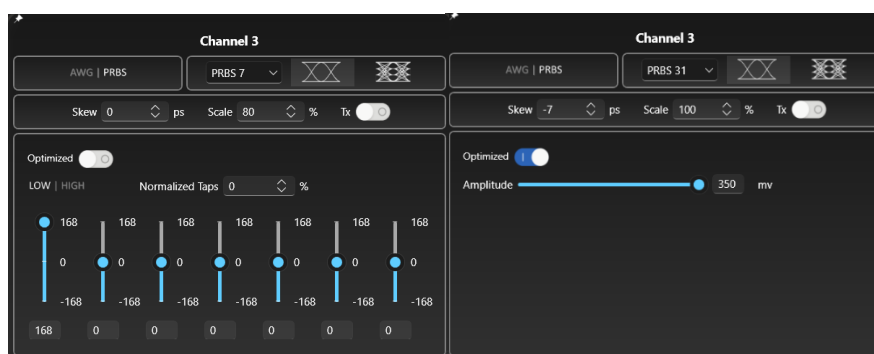 Channel 3
AWG | PRBS PRBS 7
Skew 0 ps Scale 80 % Tx
Optimized
LOW | HIGH Normalized Taps 0 %
168 168 168 168 168 168 168
0 0 0 0 0 0 0
-168 -168 -168 -168 -168 -168 -168
168 0 0 0 0 0 0
Channel 3
AWG | PRBS PRBS 31
Skew -7 ps Scale 100 % Tx
Optimized
Amplitude 350 mv